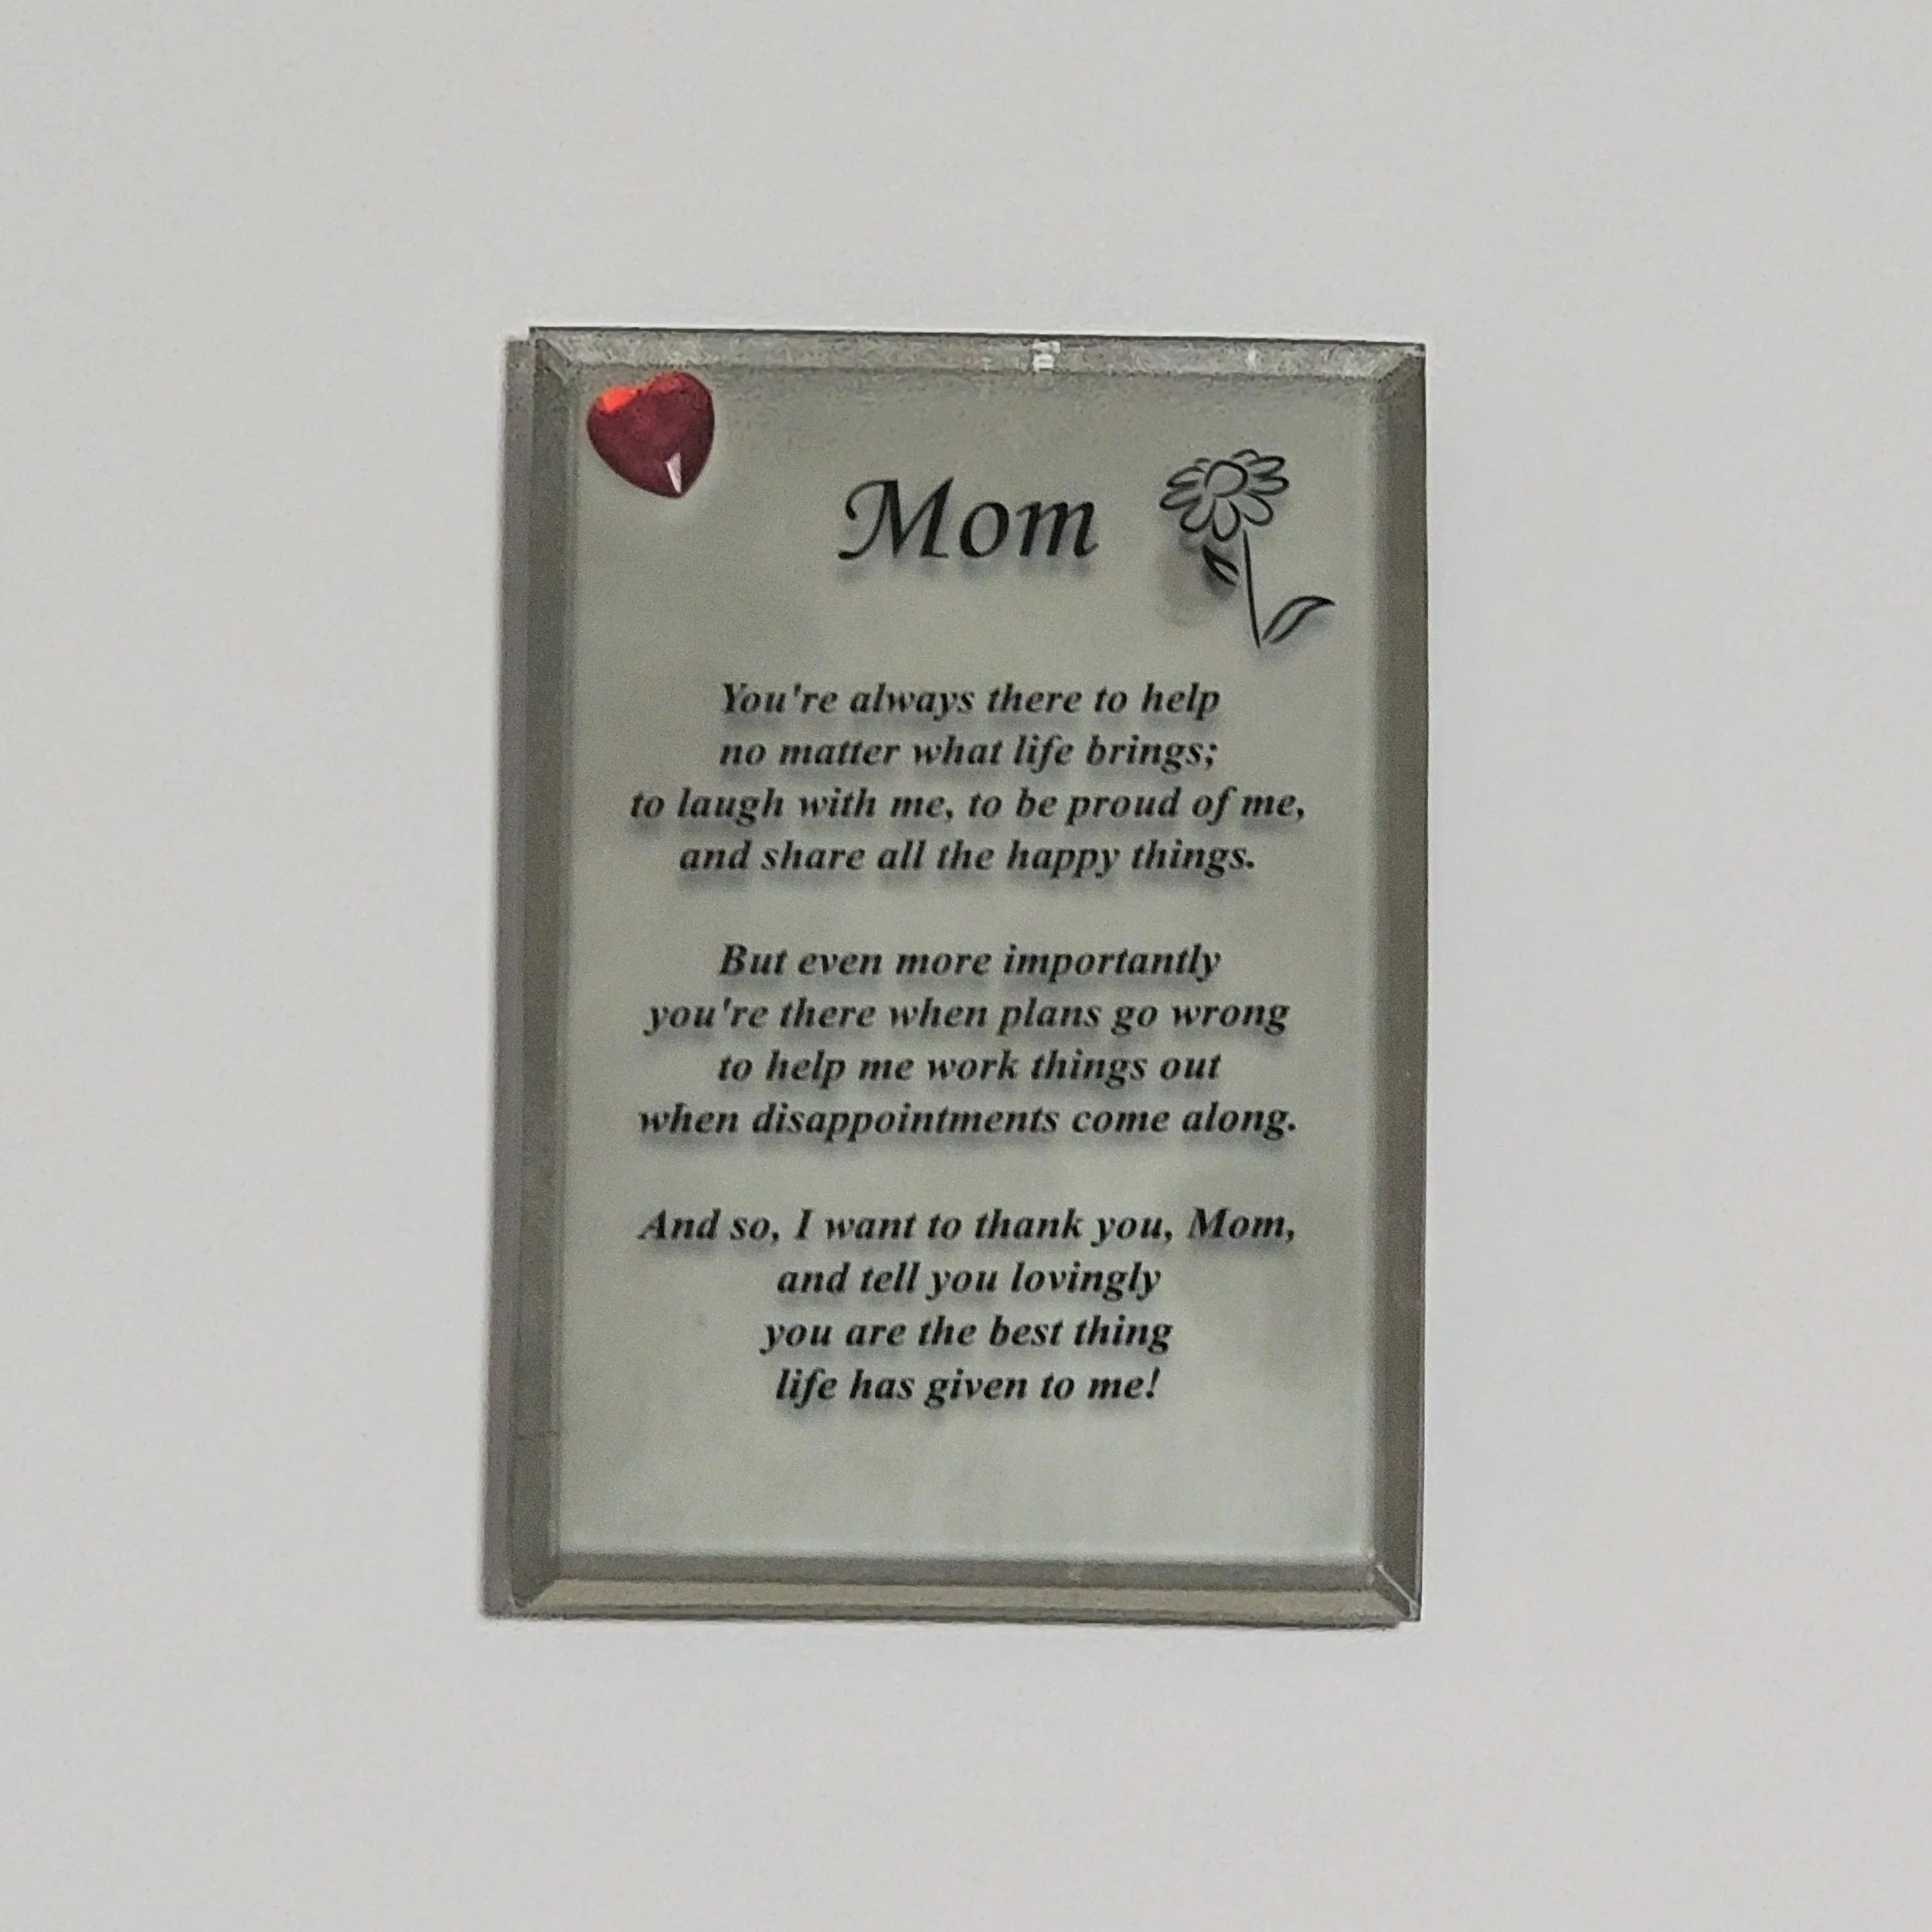 Mom
You're always there to help
no matter what life brings;
to laugh with me, to be proud of me,
and share all the happy things.
But even more importantly
you're there when plans go wrong
to help me work things out
when disappointments come along.
And so, I want to thank you, Mom,
and tell you lovingly
you are the best thing
life has given to me!